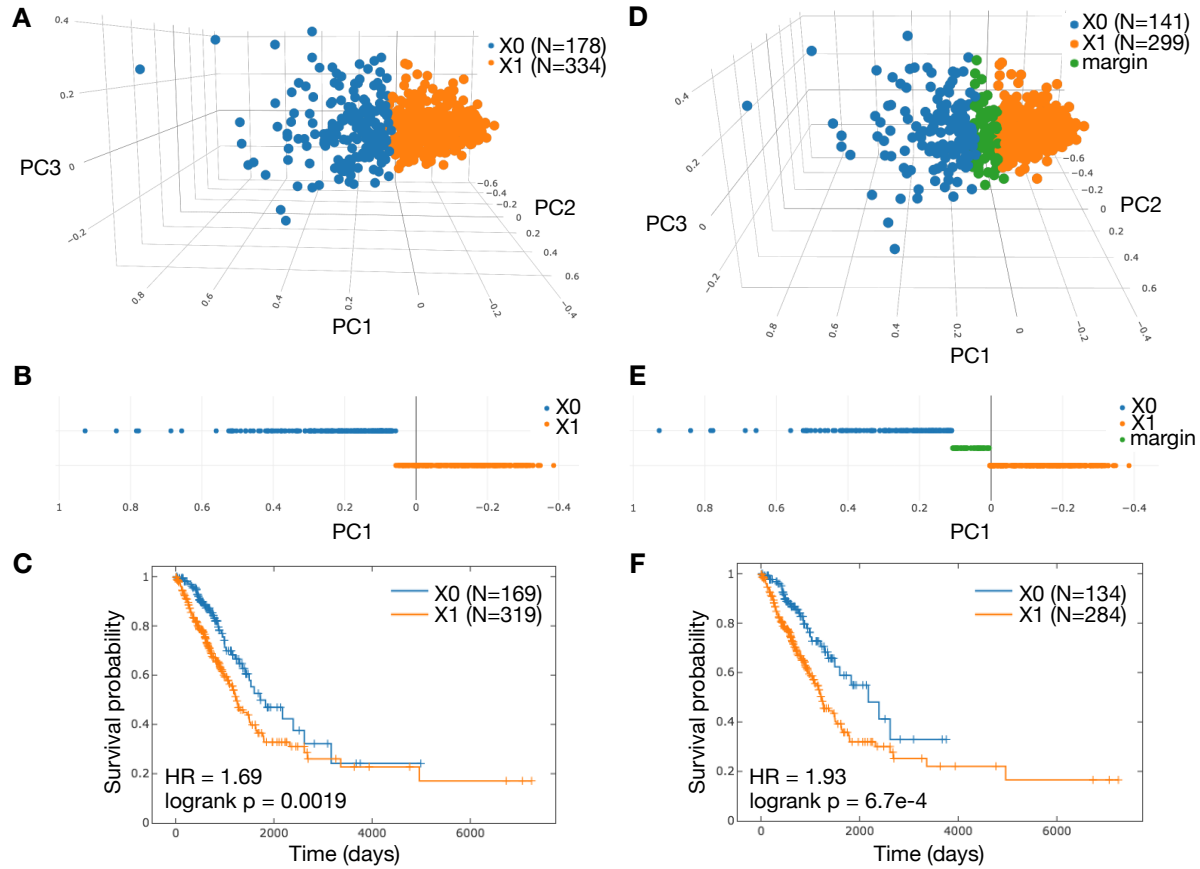 A
X0 (N=178)
X1 (N=334)
0.4
0.2
0
−0.2
PC3
−0.6
−0.4
−0.2
0
0.2
0.4
0.6
PC2
0.8
0.6
0.4
0.2
0
−0.2
−0.4
PC1
D
X0 (N=141)
X1 (N=299)
margin
0.4
0.2
0
−0.2
PC3
−0.6
−0.4
−0.2
0
0.2
0.4
0.6
PC2
0.8
0.6
0.4
0.2
0
−0.2
−0.4
PC1
B
X0
X1
1
0.8
0.6
0.4
0.2
0
−0.2
−0.4
PC1
E
X0
X1
margin
1
0.8
0.6
0.4
0.2
0
−0.2
−0.4
PC1
C
X0 (N=169)
X1 (N=319)
Survival probability
1
0.8
0.6
0.4
0.2
0
HR = 1.69
logrank p = 0.0019
0
2000
4000
6000
Time (days)
F
X0 (N=134)
X1 (N=284)
Survival probability
1
0.8
0.6
0.4
0.2
0
HR = 1.93
logrank p = 6.7e-4
0
2000
4000
6000
Time (days)